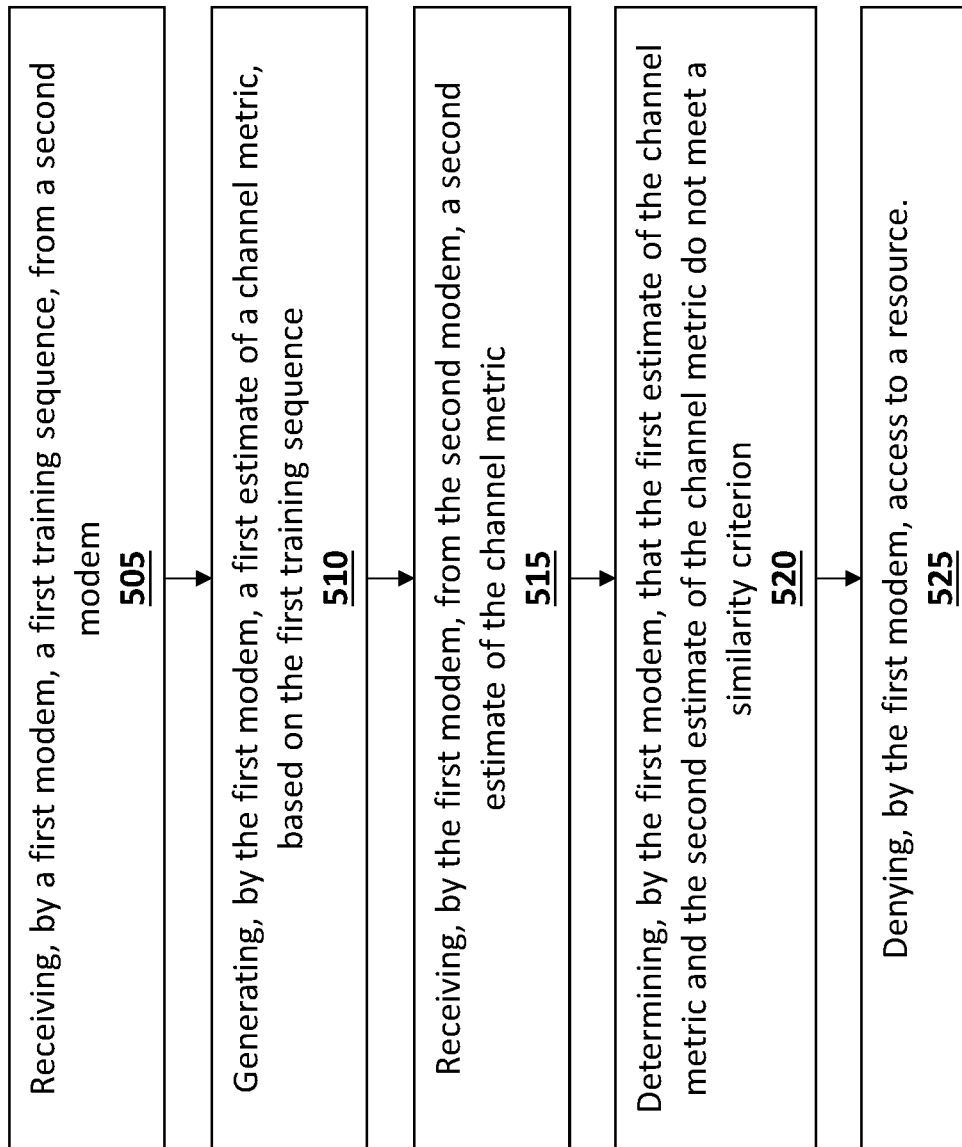 Receiving, by a first modem, a first training sequence, from a second
modem
505
Generating, by the first modem, a first estimate of a channel metric,
based on the first training sequence
510
Receiving, by the first modem, from the second modem, a second
estimate of the channel metric
515
Determining, by the first modem, that the first estimate of the channel
metric and the second estimate of the channel metric do not meet a
similarity criterion
520
Denying, by the first modem, access to a resource.
525